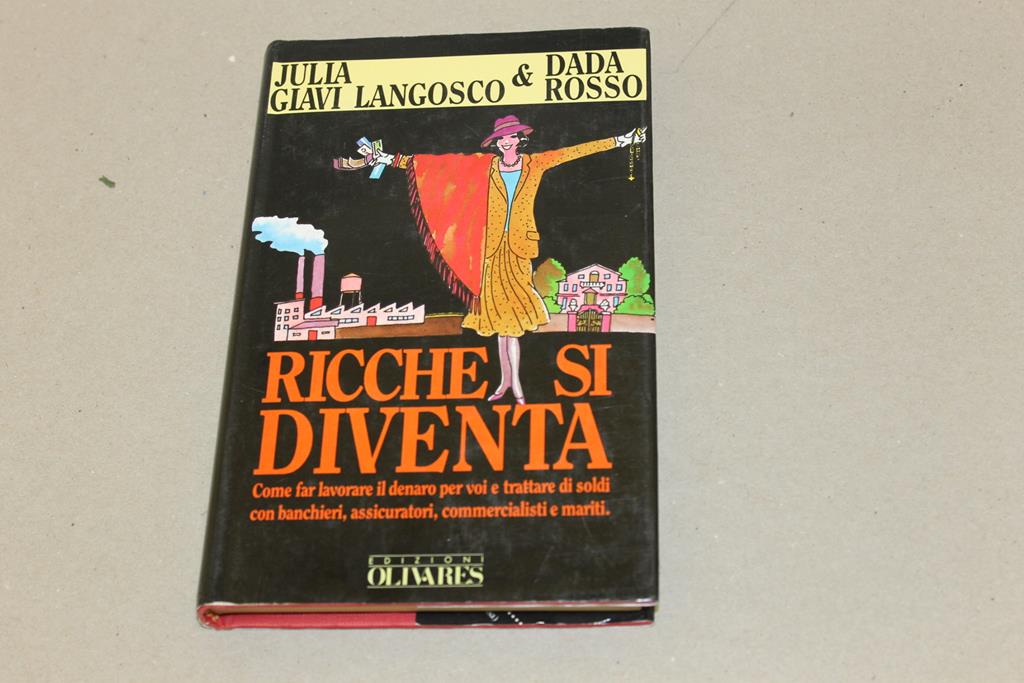 JULIA
GIAVI LANGOSCO & DADA
ROSSO
RICCHE SI
DIVENTA
Come far lavorare il denaro per voi e trattare di soldi
con banchieri, assicuratori, commercialisti e mariti.
EDIZIONI
OLIVARES